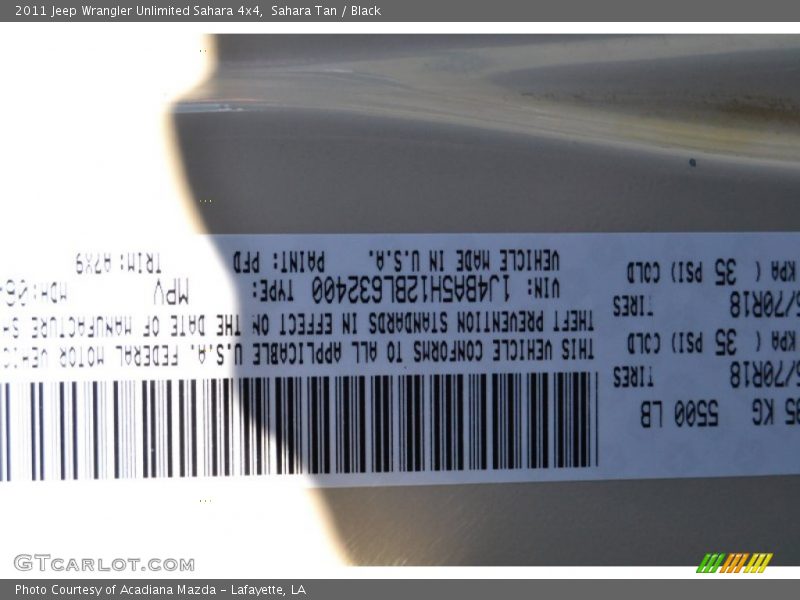 2011 Jeep Wrangler Unlimited Sahara 4x4, Sahara Tan / Black
KG 5500 LB
/70R18 TIRES
KPA ( 35 PSI) COLD
/70R18 TIRES
KPA ( 35 PSI) COLD
THIS VEHICLE CONFORMS TO ALL APPLICABLE U.S.A. FEDERAL MOTOR
THEFT PREVENTION STANDARDS IN EFFECT ON THE DATE OF MANUFACTURE
VIN: 1J4BA5H12BL632400 TYPE: MPV MDH:
VEHICLE MADE IN U.S.A. PAINT: PFD TRIM: A7X9
GTCARLOT.COM
Photo Courtesy of Acadiana Mazda – Lafayette, LA